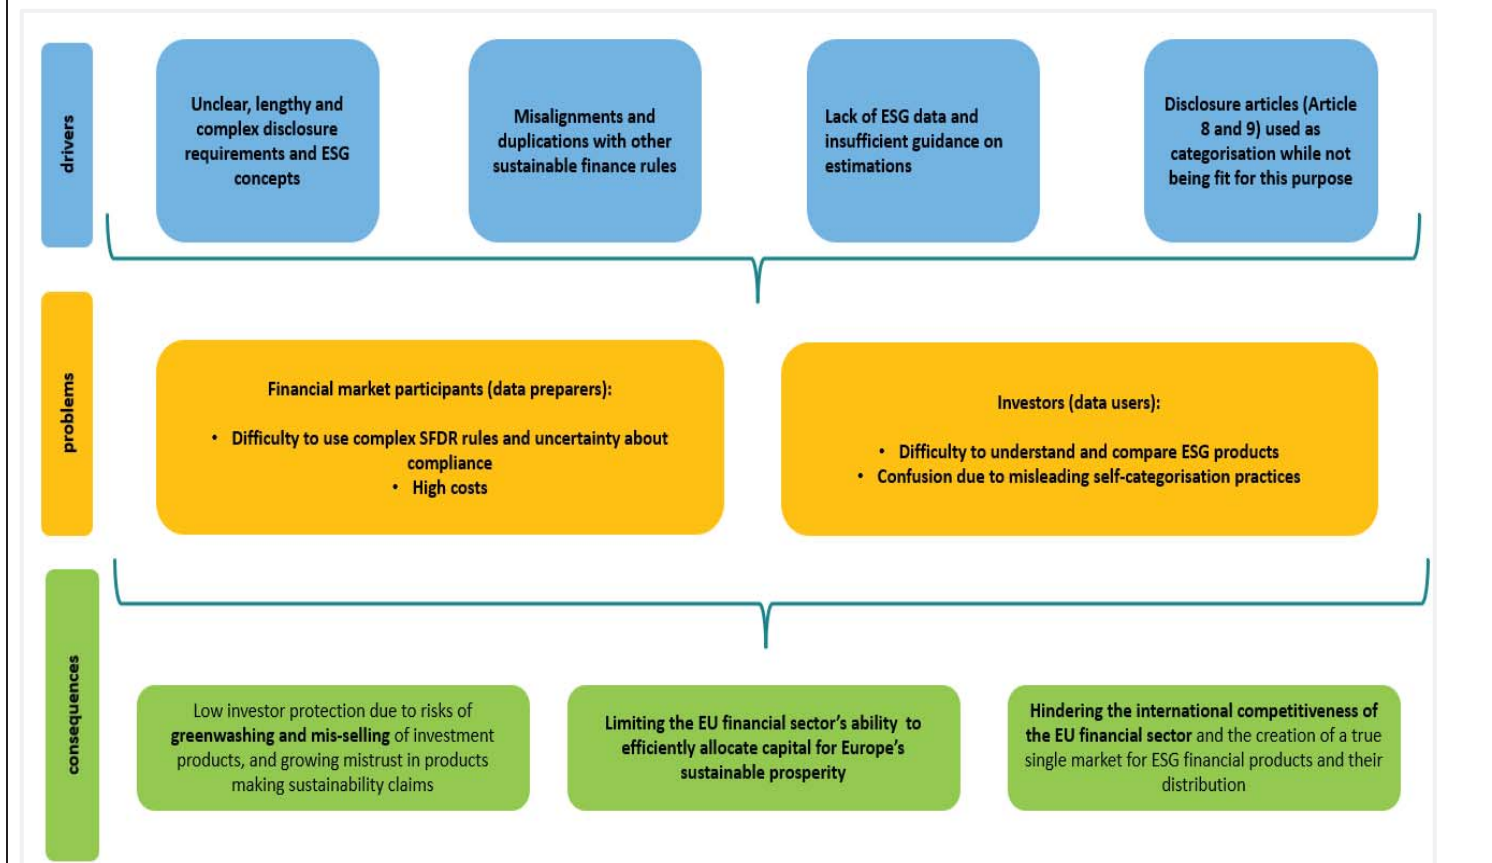 drivers
Unclear, lengthy and
complex disclosure
requirements and ESG
concepts
Misalignments and
duplications with other
sustainable finance rules
Lack of ESG data and
insufficient guidance on
estimations
Disclosure articles (Article
8 and 9) used as
categorisation while not
being fit for this purpose
problems
Financial market participants (data preparers):
• Difficulty to use complex SFDR rules and uncertainty about
compliance
• High costs
Investors (data users):
• Difficulty to understand and compare ESG products
• Confusion due to misleading self-categorisation practices
consequences
Low investor protection due to risks of
greenwashing and mis-selling of investment
products, and growing mistrust in products
making sustainability claims
Limiting the EU financial sector’s ability to
efficiently allocate capital for Europe’s
sustainable prosperity
Hindering the international competitiveness of
the EU financial sector and the creation of a true
single market for ESG financial products and their
distribution